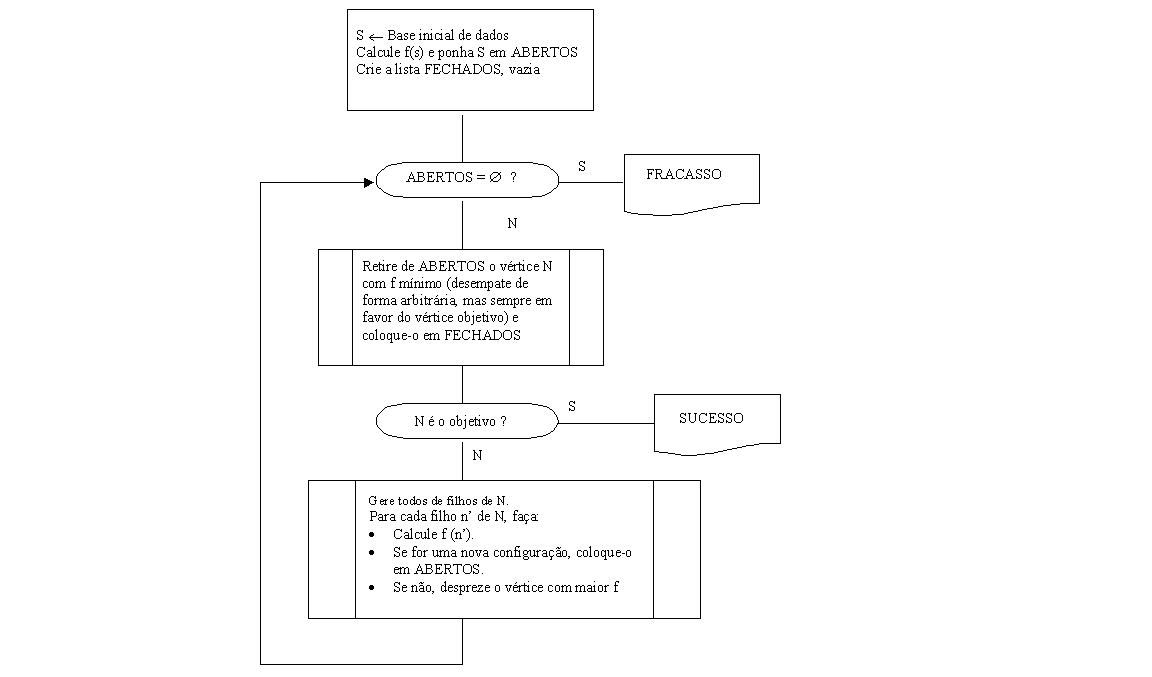 S ← Base inicial de dados
Calcule f(s) e ponha S em ABERTOS
Crie a lista FECHADOS, vazia
ABERTOS = ∅ ?
S
FRACASSO
N
Retire de ABERTOS o vértice N
com f mínimo (desempate de
forma arbitrária, mas sempre em
favor do vértice objetivo) e
coloque-o em FECHADOS
N é o objetivo ?
S
SUCESSO
N
Gere todos de filhos de N.
Para cada filho n’ de N, faça:
• Calcule f (n’).
• Se for uma nova configuração, coloque-o
em ABERTOS.
• Se não, despreze o vértice com maior f